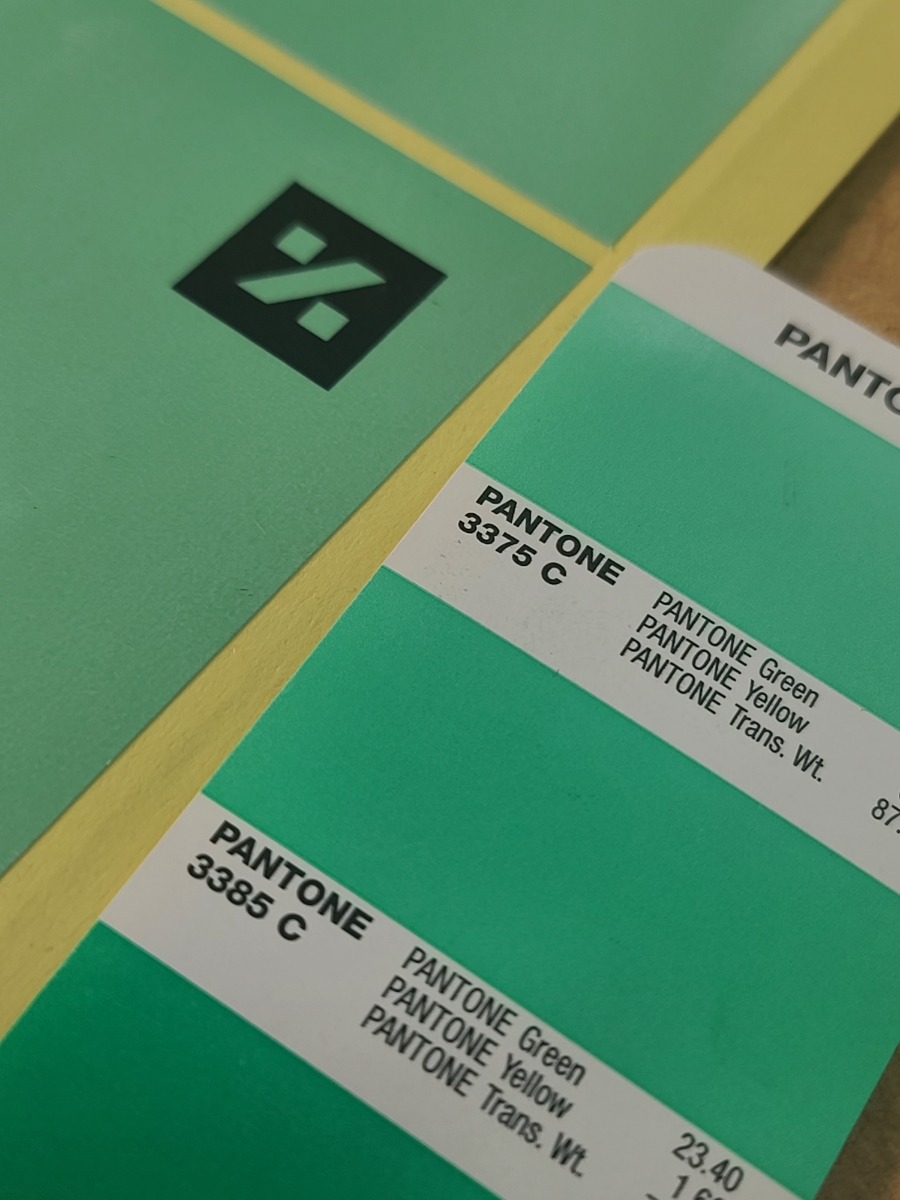 PANTO
PANTONE
3375 C
PANTONE Green
PANTONE Yellow
PANTONE Trans. Wt.
87.
PANTONE
3385 C
PANTONE Green
PANTONE Yellow
PANTONE Trans. Wt.
23.40